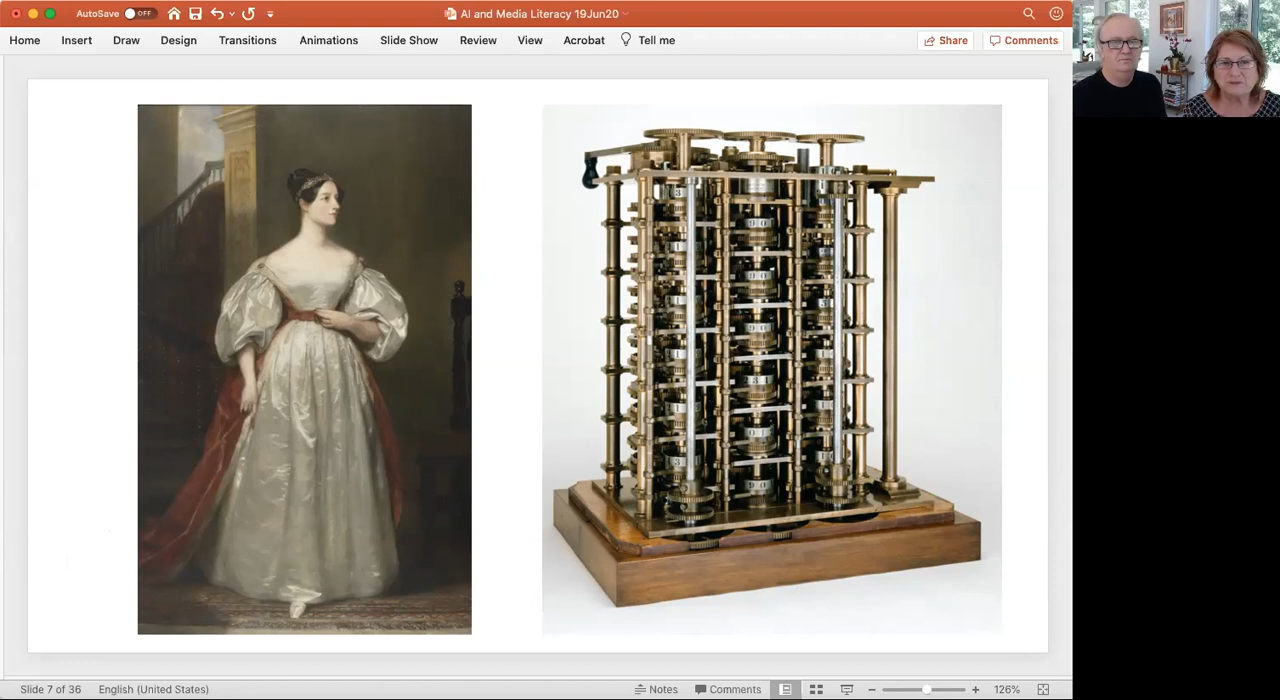 AutoSave OFF
AI and Media Literacy 19Jun20
Home Insert Draw Design Transitions Animations Slide Show Review View Acrobat Tell me Share Comments
Slide 7 of 36 English (United States) Notes Comments 126%